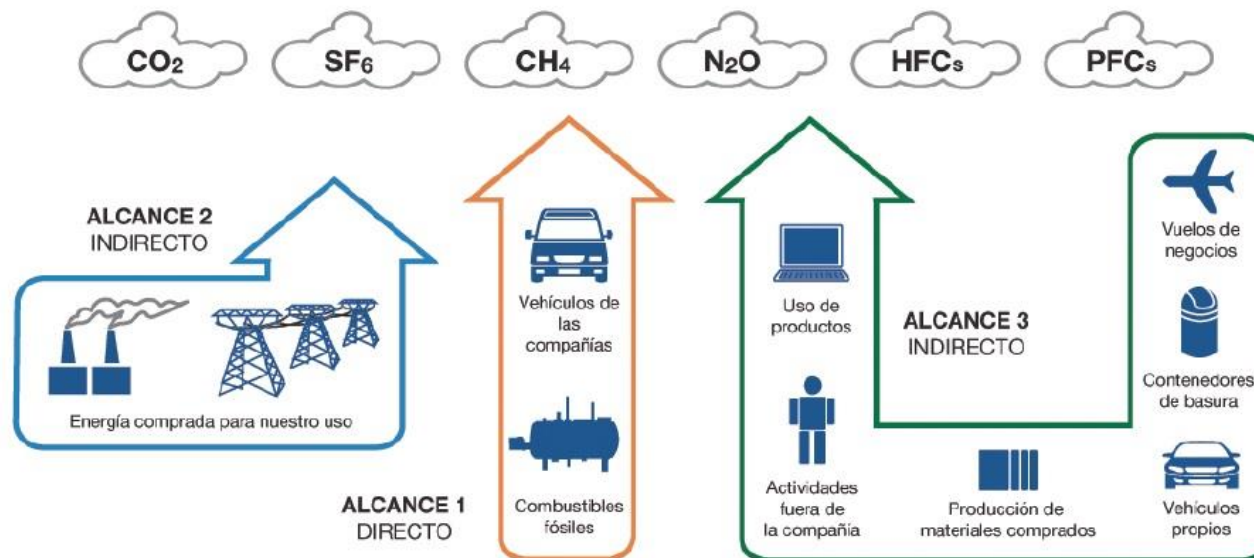 CO₂
SF₆
CH₄
N₂O
HFCs
PFCs
ALCANCE 2
INDIRECTO
Energía comprada para nuestro uso
ALCANCE 1
DIRECTO
Vehículos de
las
compañías
Combustibles
fósiles
Uso de
productos
Actividades
fuera de
la compañía
ALCANCE 3
INDIRECTO
Producción de
materiales comprados
Vuelos de
negocios
Contenedores
de basura
Vehículos
propios